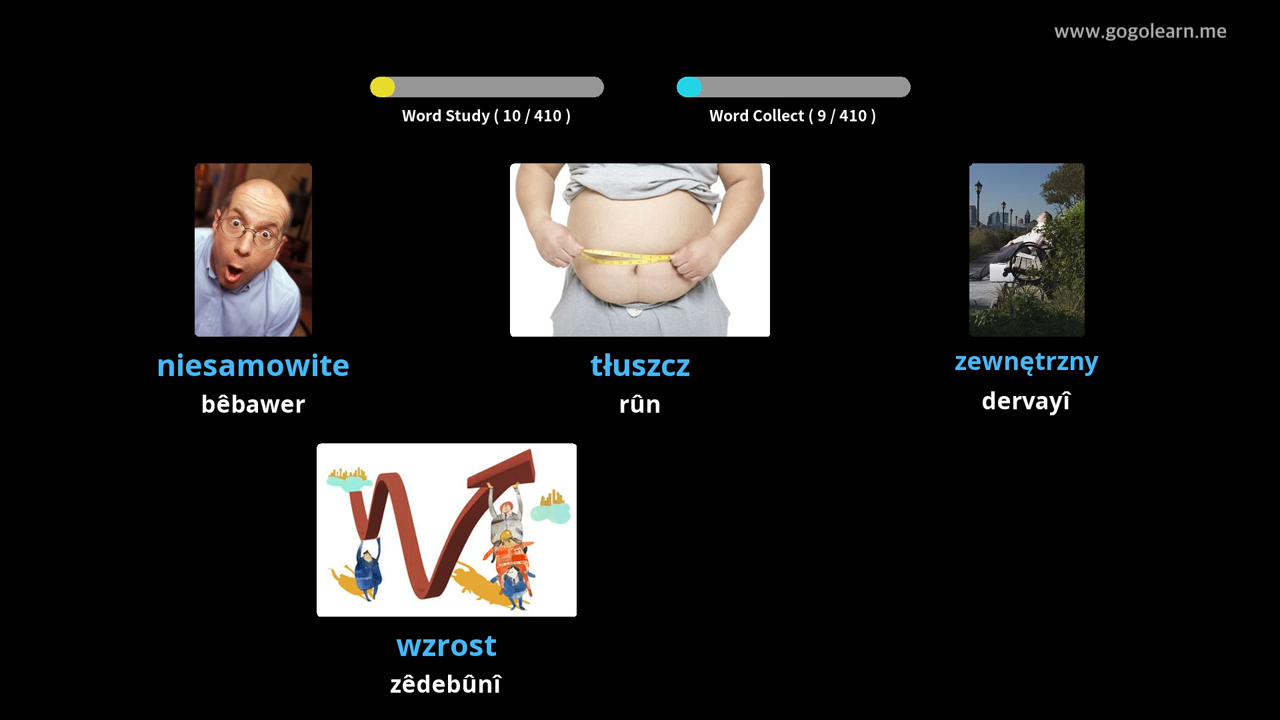 www.gogolearn.me
Word Study ( 10 / 410 )
Word Collect ( 9 / 410 )
niesamowite
bêbawer
tłuszcz
rûn
zewnętrzny
dervayî
wzrost
zêdebûnî